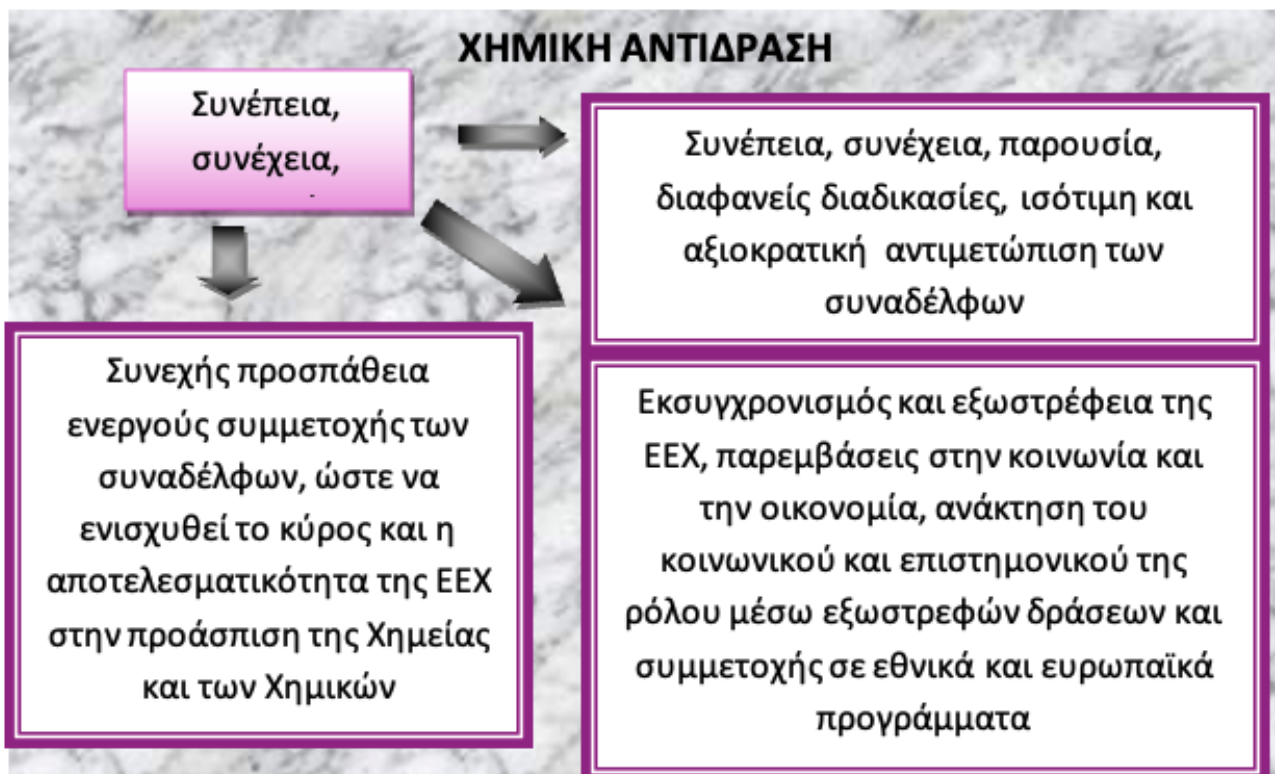 ΧΗΜΙΚΗ ΑΝΤΙΔΡΑΣΗ
Συνέπεια,
συνέχεια,
Συνέπεια, συνέχεια, παρουσία,
διαφανείς διαδικασίες, ισότιμη και
αξιοκρατική αντιμετώπιση των
συναδέλφων
Συνεχής προσπάθεια
ενεργούς συμμετοχής των
συναδέλφων, ώστε να
ενισχυθεί το κύρος και η
αποτελεσματικότητα της ΕΕΧ
στην προάσπιση της Χημείας
και των Χημικών
Εκσυγχρονισμός και εξωστρέφεια της
ΕΕΧ, παρεμβάσεις στην κοινωνία και
την οικονομία, ανάκτηση του
κοινωνικού και επιστημονικού της
ρόλου μέσω εξωστρεφών δράσεων και
συμμετοχής σε εθνικά και ευρωπαϊκά
προγράμματα